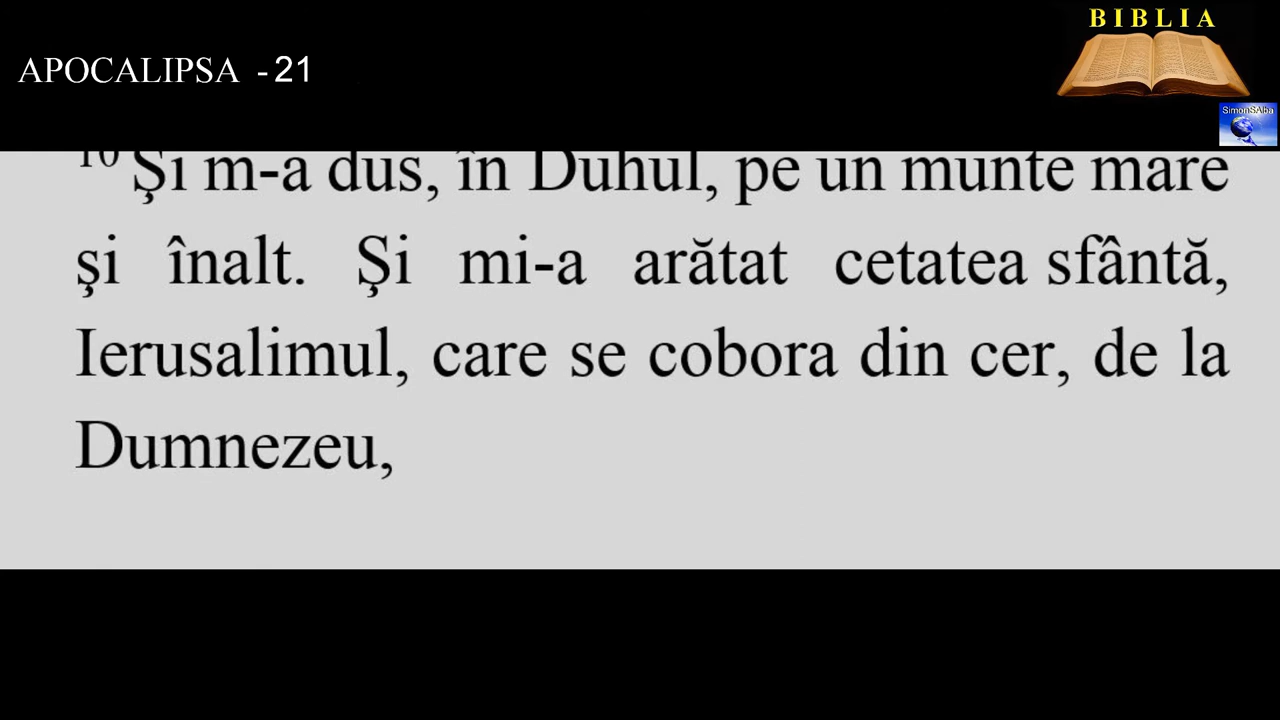 BIBLIA
APOCALIPSA - 21
SimonSAlba
10 Şi m-a dus, în Duhul, pe un munte mare
şi înalt. Şi mi-a arătat cetatea sfântă,
Ierusalimul, care se cobora din cer, de la
Dumnezeu,